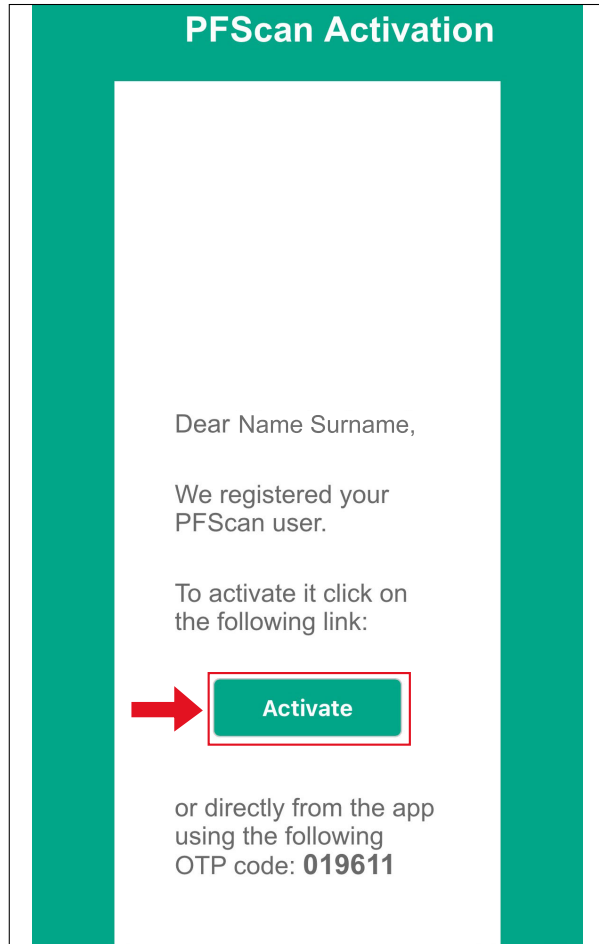 PFScan Activation
Dear Name Surname,
We registered your
PFScan user.
To activate it click on
the following link:
Activate
or directly from the app
using the following
OTP code: 019611